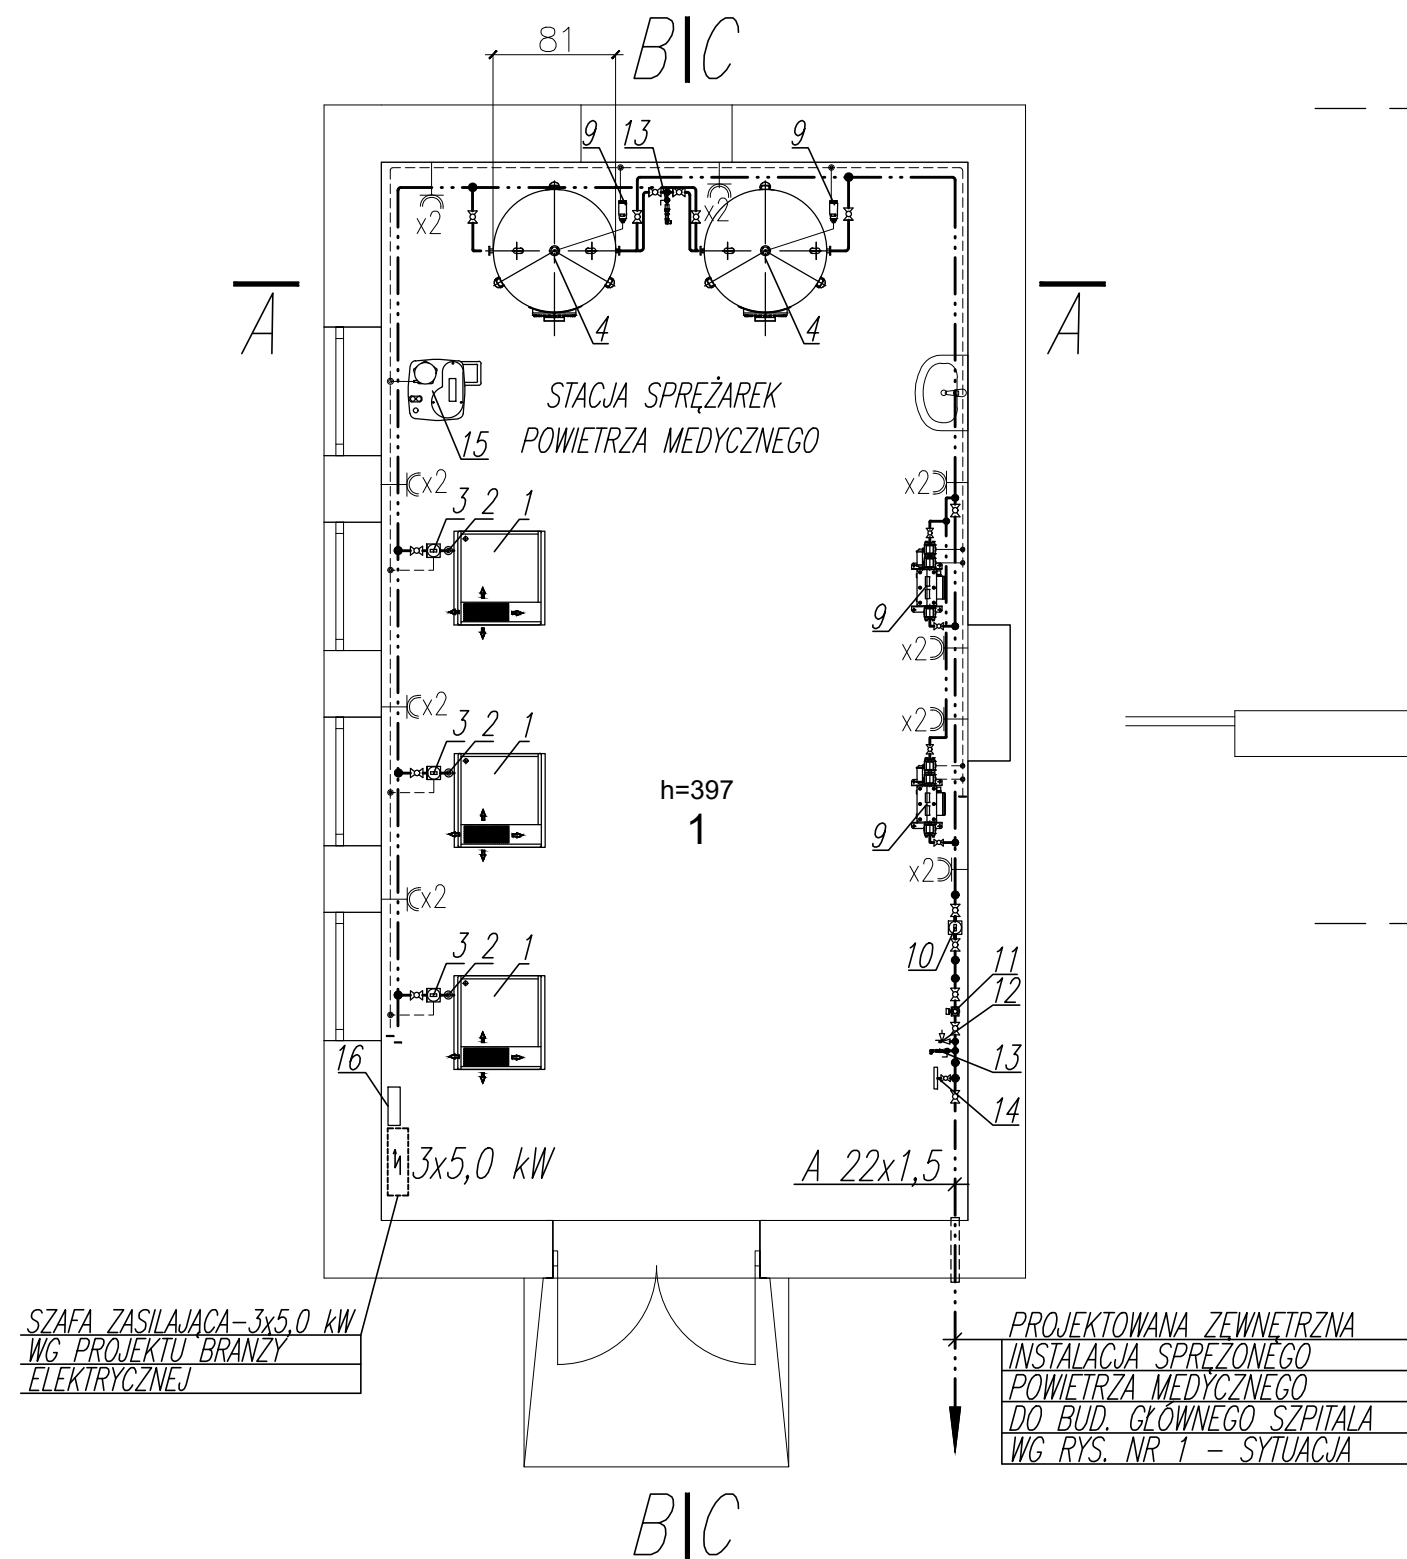 81
B C
9 13 9
x2 x2
A A
4 4
STACJA SPRĘŻAREK
POWIETRZA MEDYCZNEGO
15
x2 x2
3 2 1
9
x2
x2 x2
3 2 1
h=397
1
9
x2 x2
3 2 1
10
11
12
13
14
16
3x5,0 kW
A 22x1,5
SZAFA ZASILAJĄCA-3x5,0 kW
WG PROJEKTU BRANŻY
ELEKTRYCZNEJ
PROJEKTOWANA ZEWNĘTRZNA
INSTALACJA SPRĘŻONEGO
POWIETRZA MEDYCZNEGO
DO BUD. GŁÓWNEGO SZPITALA
WG RYS. NR 1 - SYTUACJA
B C